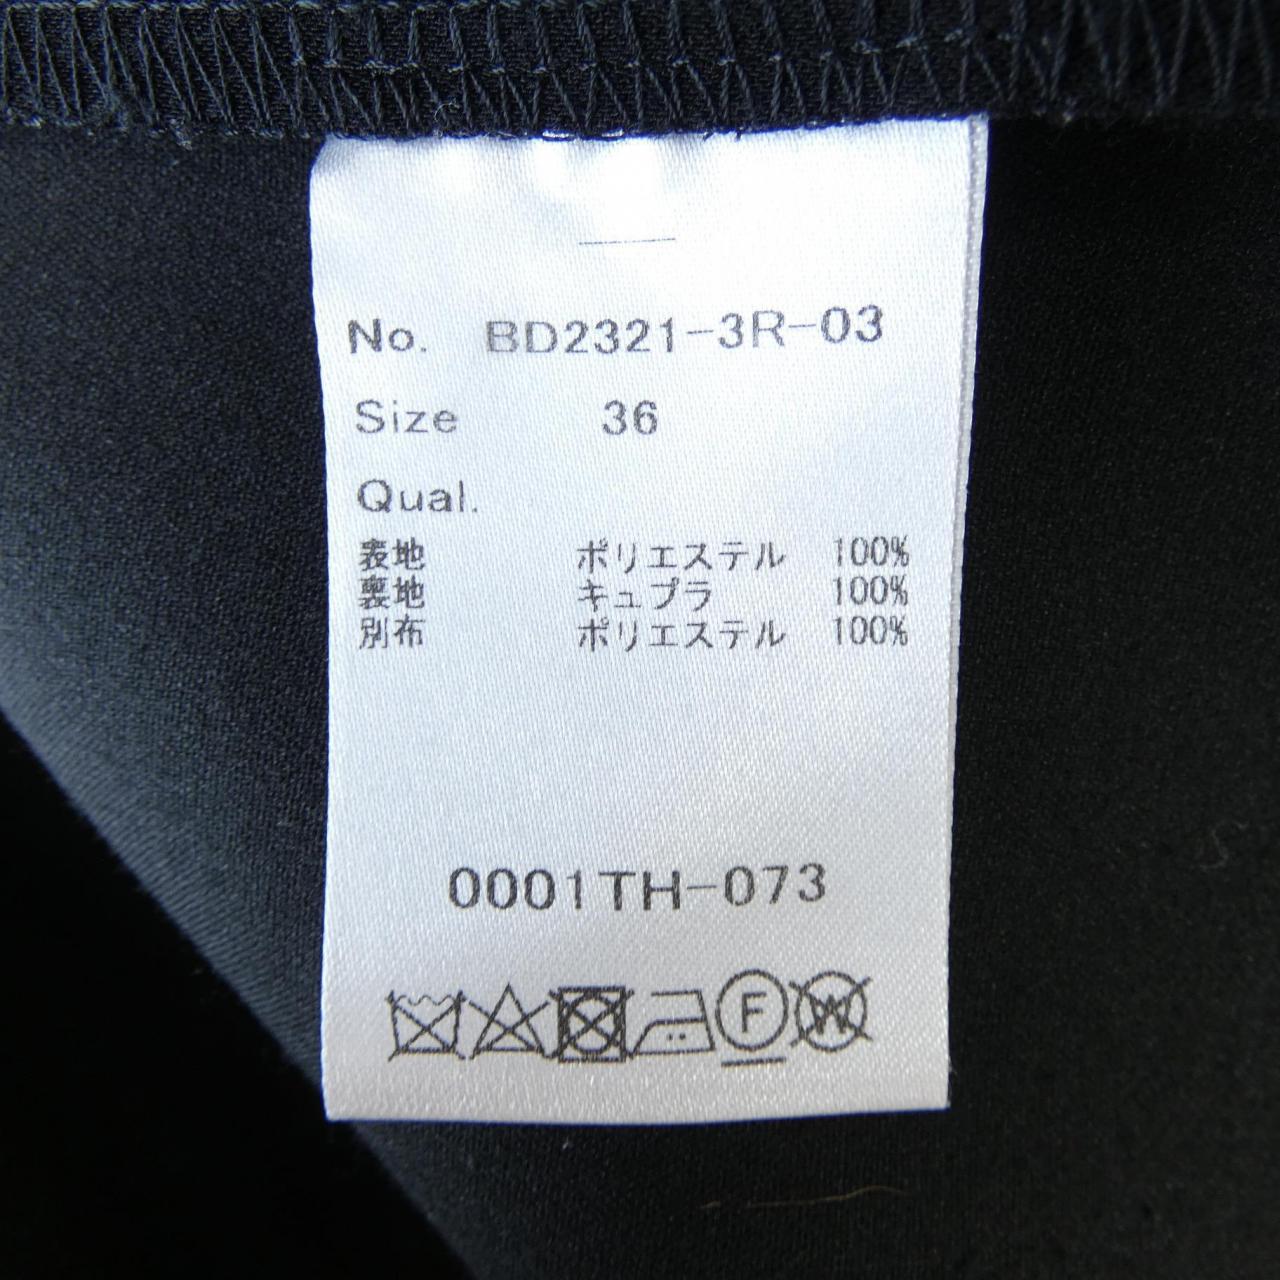 No. BD2321-3R-03
Size 36
Qual.
表地 ポリエステル 100%
裏地 キュプラ 100%
別布 ポリエステル 100%
0001TH-073
F W